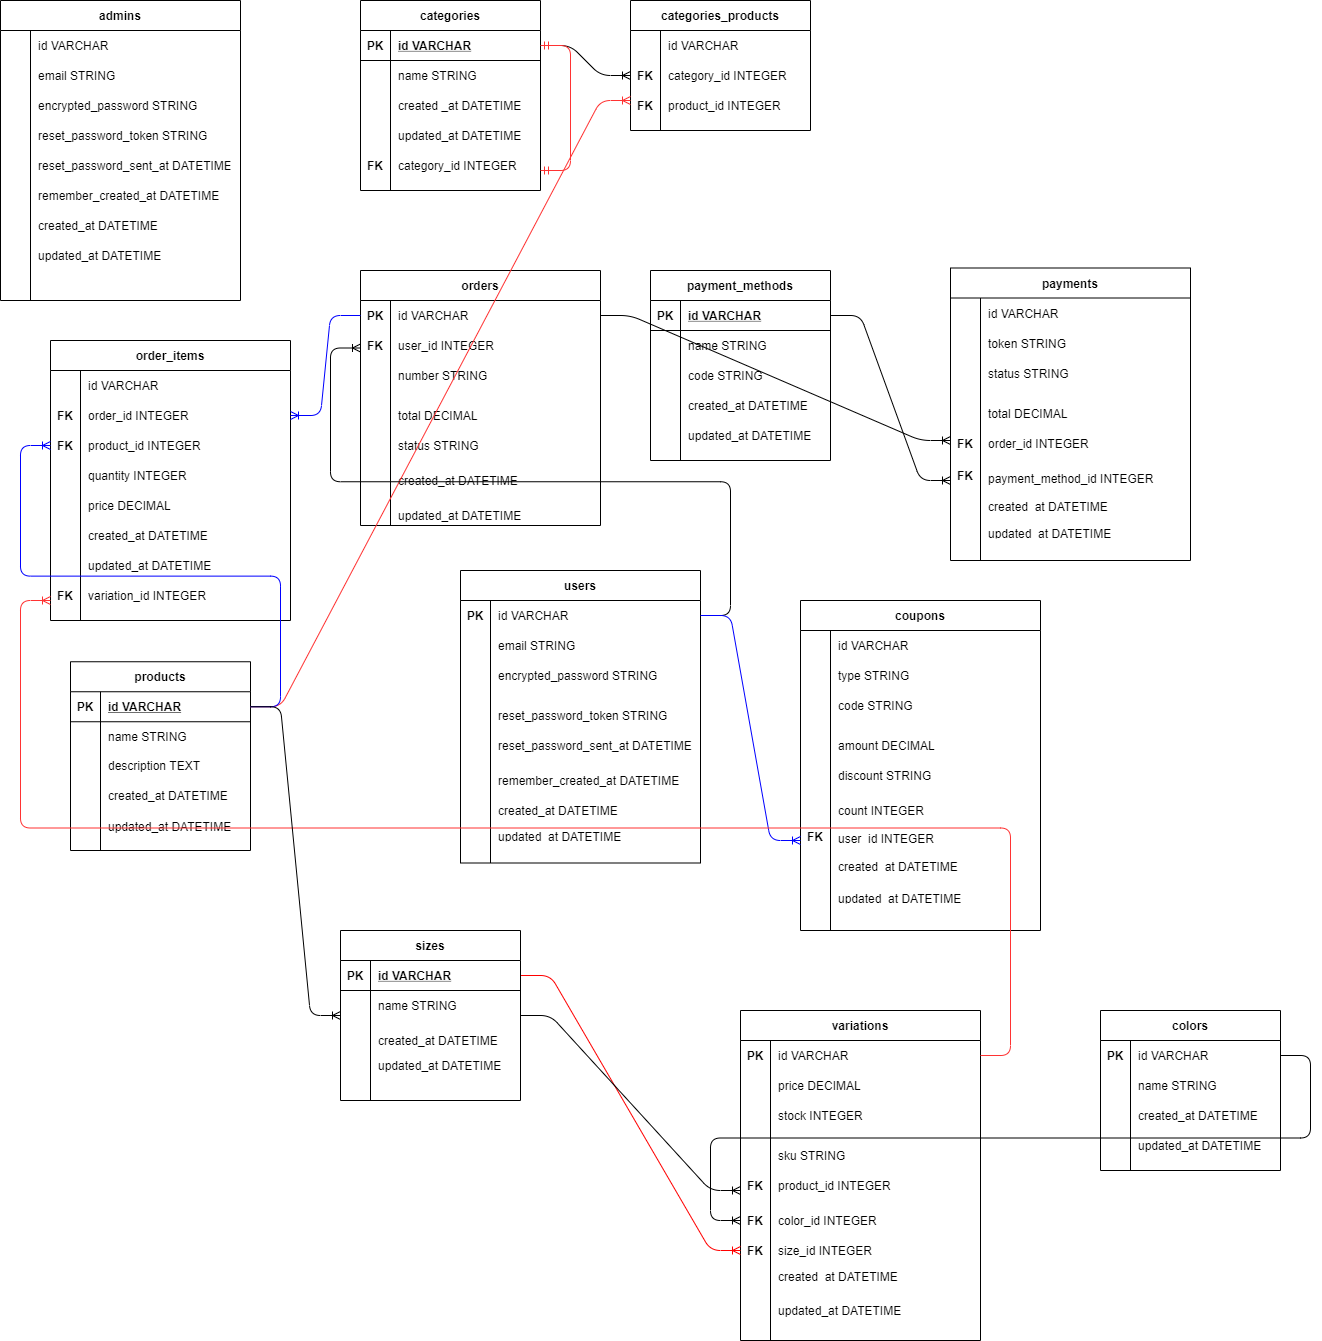 admins
id VARCHAR
email STRING
encrypted_password STRING
reset_password_token STRING
reset_password_sent_at DATETIME
remember_created_at DATETIME
created_at DATETIME
updated_at DATETIME
categories
PK id VARCHAR
name STRING
created _at DATETIME
updated_at DATETIME
FK category_id INTEGER
categories_products
id VARCHAR
FK category_id INTEGER
FK product_id INTEGER
order_items
id VARCHAR
FK order_id INTEGER
FK product_id INTEGER
quantity INTEGER
price DECIMAL
created_at DATETIME
updated_at DATETIME
FK variation_id INTEGER
orders
PK id VARCHAR
FK user_id INTEGER
number STRING
total DECIMAL
status STRING
created_at DATETIME
updated_at DATETIME
payment_methods
PK id VARCHAR
name STRING
code STRING
created_at DATETIME
updated_at DATETIME
payments
id VARCHAR
token STRING
status STRING
total DECIMAL
FK order_id INTEGER
FK payment_method_id INTEGER
created_at DATETIME
updated_at DATETIME
products
PK id VARCHAR
name STRING
description TEXT
created_at DATETIME
updated_at DATETIME
users
PK id VARCHAR
email STRING
encrypted_password STRING
reset_password_token STRING
reset_password_sent_at DATETIME
remember_created_at DATETIME
created_at DATETIME
updated_at DATETIME
coupons
id VARCHAR
type STRING
code STRING
amount DECIMAL
discount STRING
count INTEGER
FK user_id INTEGER
created_at DATETIME
updated_at DATETIME
sizes
PK id VARCHAR
name STRING
created_at DATETIME
updated_at DATETIME
variations
PK id VARCHAR
price DECIMAL
stock INTEGER
sku STRING
FK product_id INTEGER
FK color_id INTEGER
FK size_id INTEGER
created_at DATETIME
updated_at DATETIME
colors
PK id VARCHAR
name STRING
created_at DATETIME
updated_at DATETIME